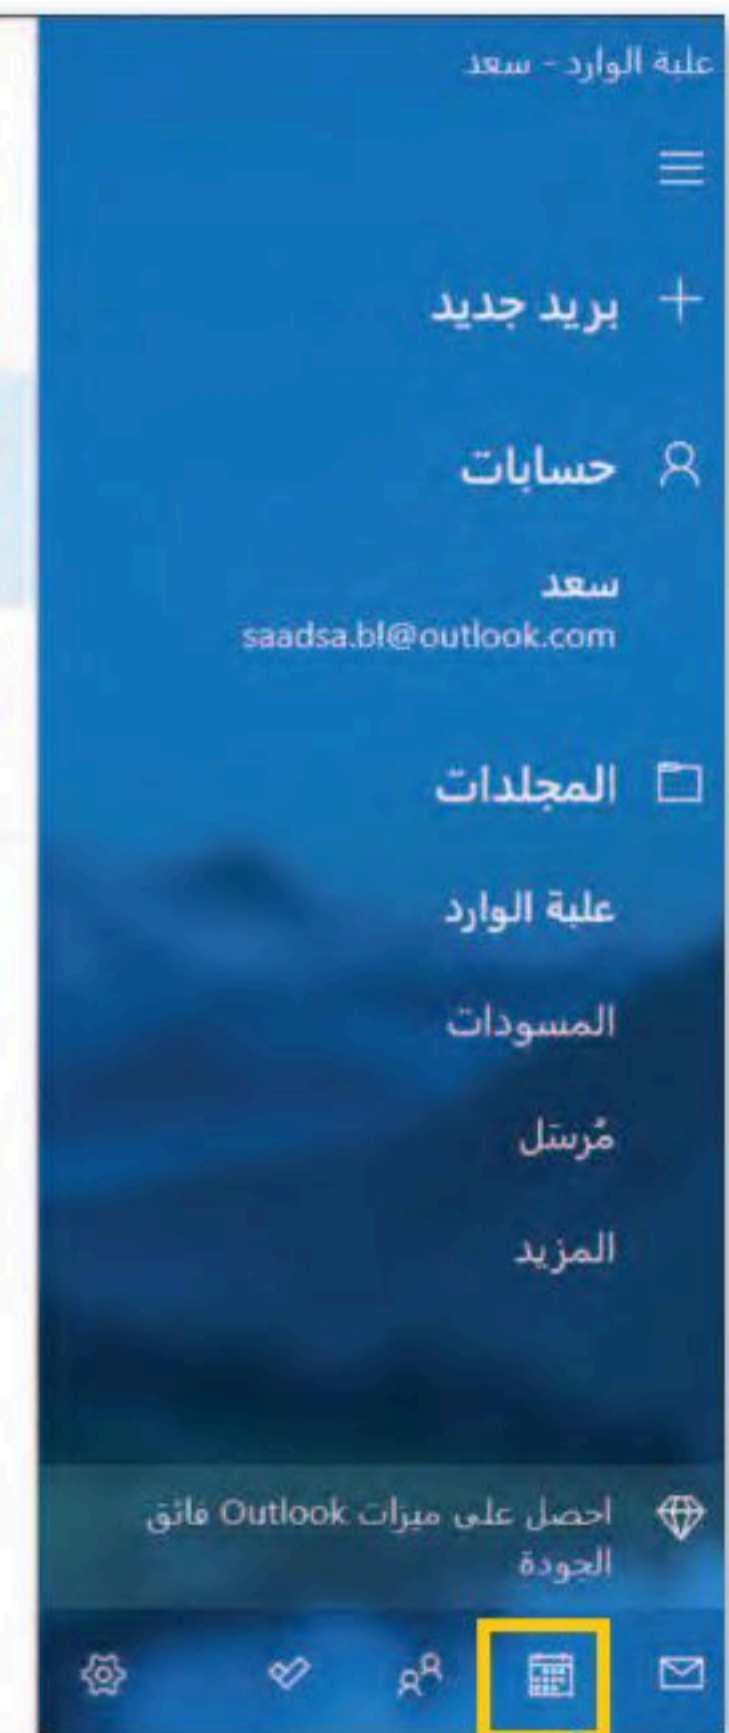 علبة الوارد - سعد
بريد جديد
حسابات
سعد
saadsa.bl@outlook.com
المجلدات
علبة الوارد
المسودات
مُرسَل
المزيد
احصل على ميزات Outlook فائق
الجودة